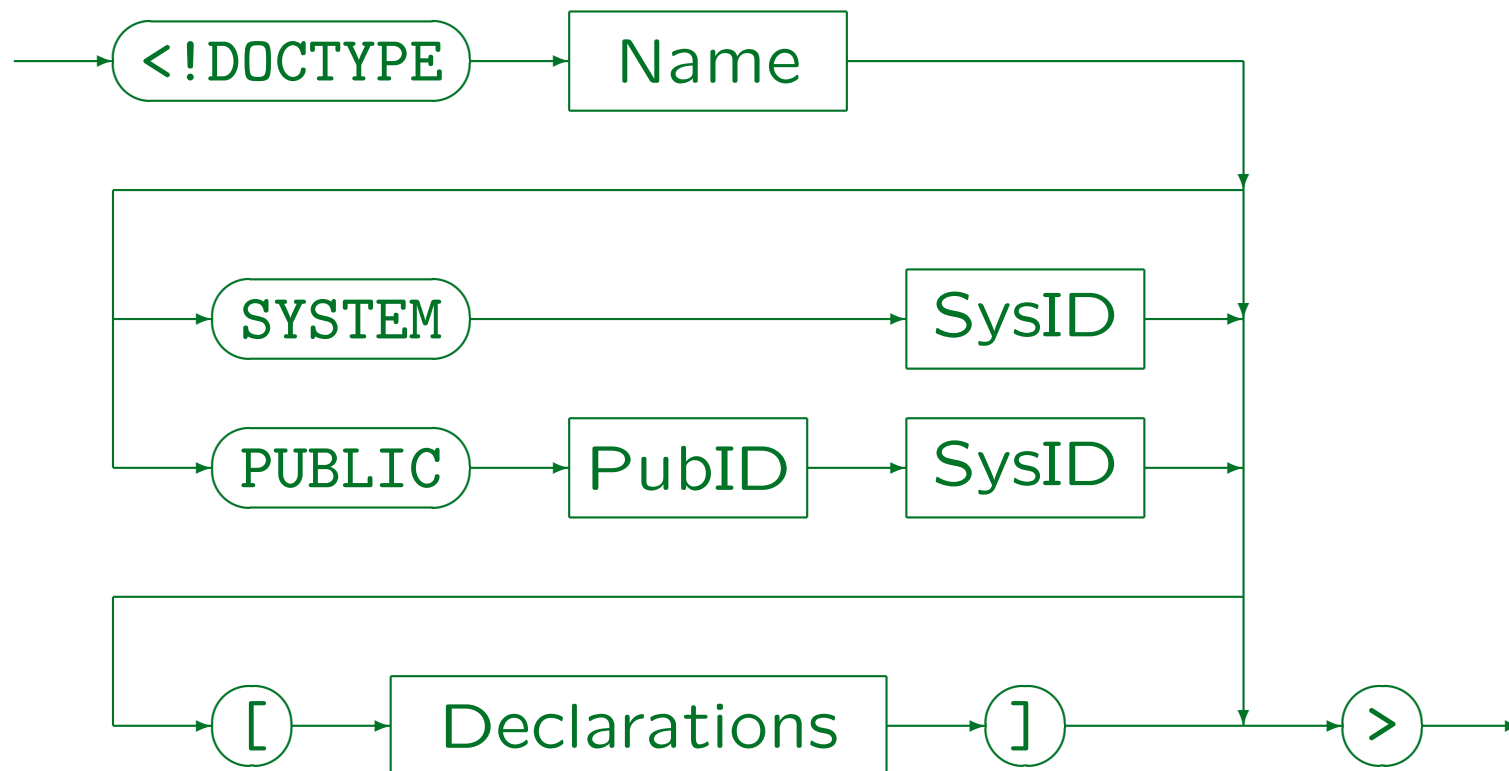 <!DOCTYPE Name
SYSTEM SysID
PUBLIC PubID SysID
[ Declarations ] >